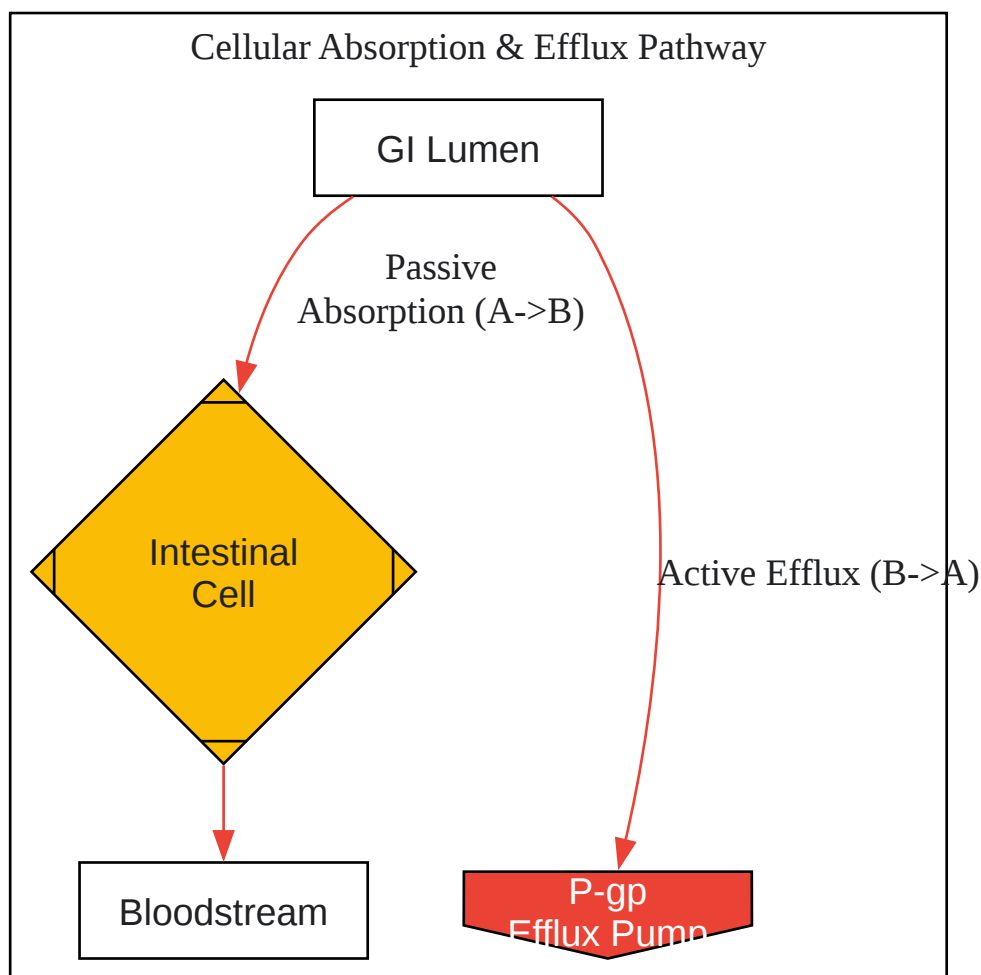 Cellular Absorption & Efflux Pathway
GI Lumen
Passive
Absorption (A->B)
Intestinal
Cell
Active Efflux (B->A)
Bloodstream
P-gp
Efflux Pump